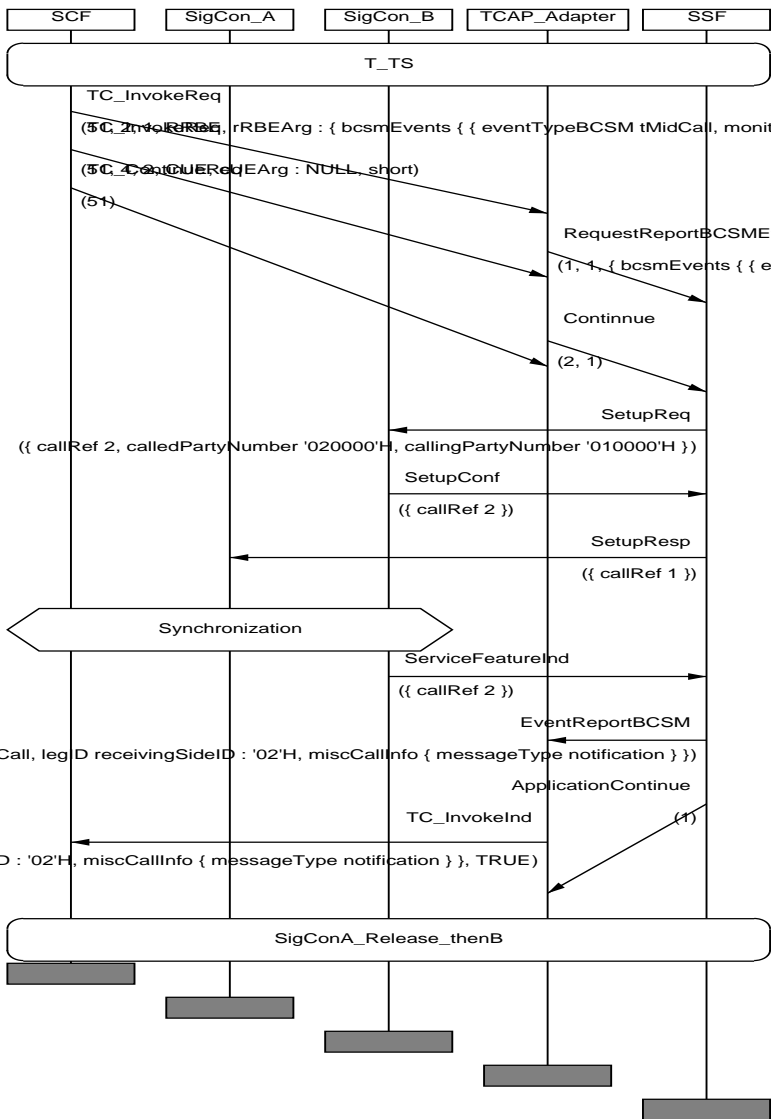 SCF SigCon_A SigCon_B TCAP_Adapter SSF
T_TS
TC_InvokeReq
rRBEArg : { bcsmEvents { { eventTypeBCSM tMidCall, monit
: NULL, short)
(51)
RequestReportBCSME
(1, 1, { bcsmEvents { { e
Continnue
(2, 1)
SetupReq
({ callRef 2, calledPartyNumber '020000'H, callingPartyNumber '010000'H })
SetupConf
({ callRef 2 })
SetupResp
({ callRef 1 })
Synchronization
ServiceFeatureInd
({ callRef 2 })
EventReportBCSM
Call, legID receivingSideID : '02'H, miscCallInfo { messageType notification } })
ApplicationContinue
(1)
TC_InvokeInd
D : '02'H, miscCallInfo { messageType notification } }, TRUE)
SigConA_Release_thenB